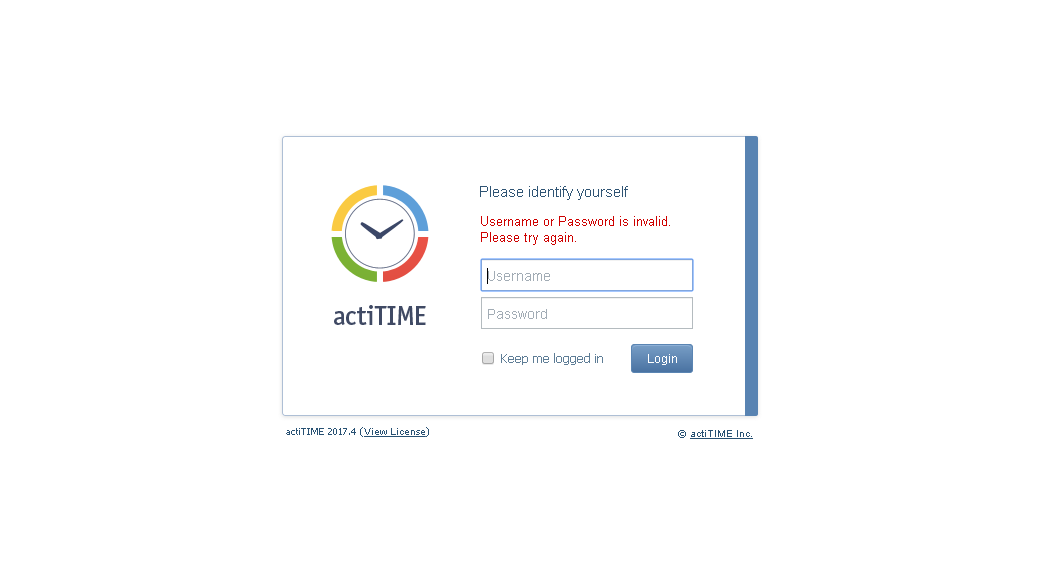 Please identify yourself
Username or Password is invalid.
Please try again.
Username
Password
actiTIME
Keep me logged in
Login
actiTIME 2017.4 (View License)
© actiTIME Inc.